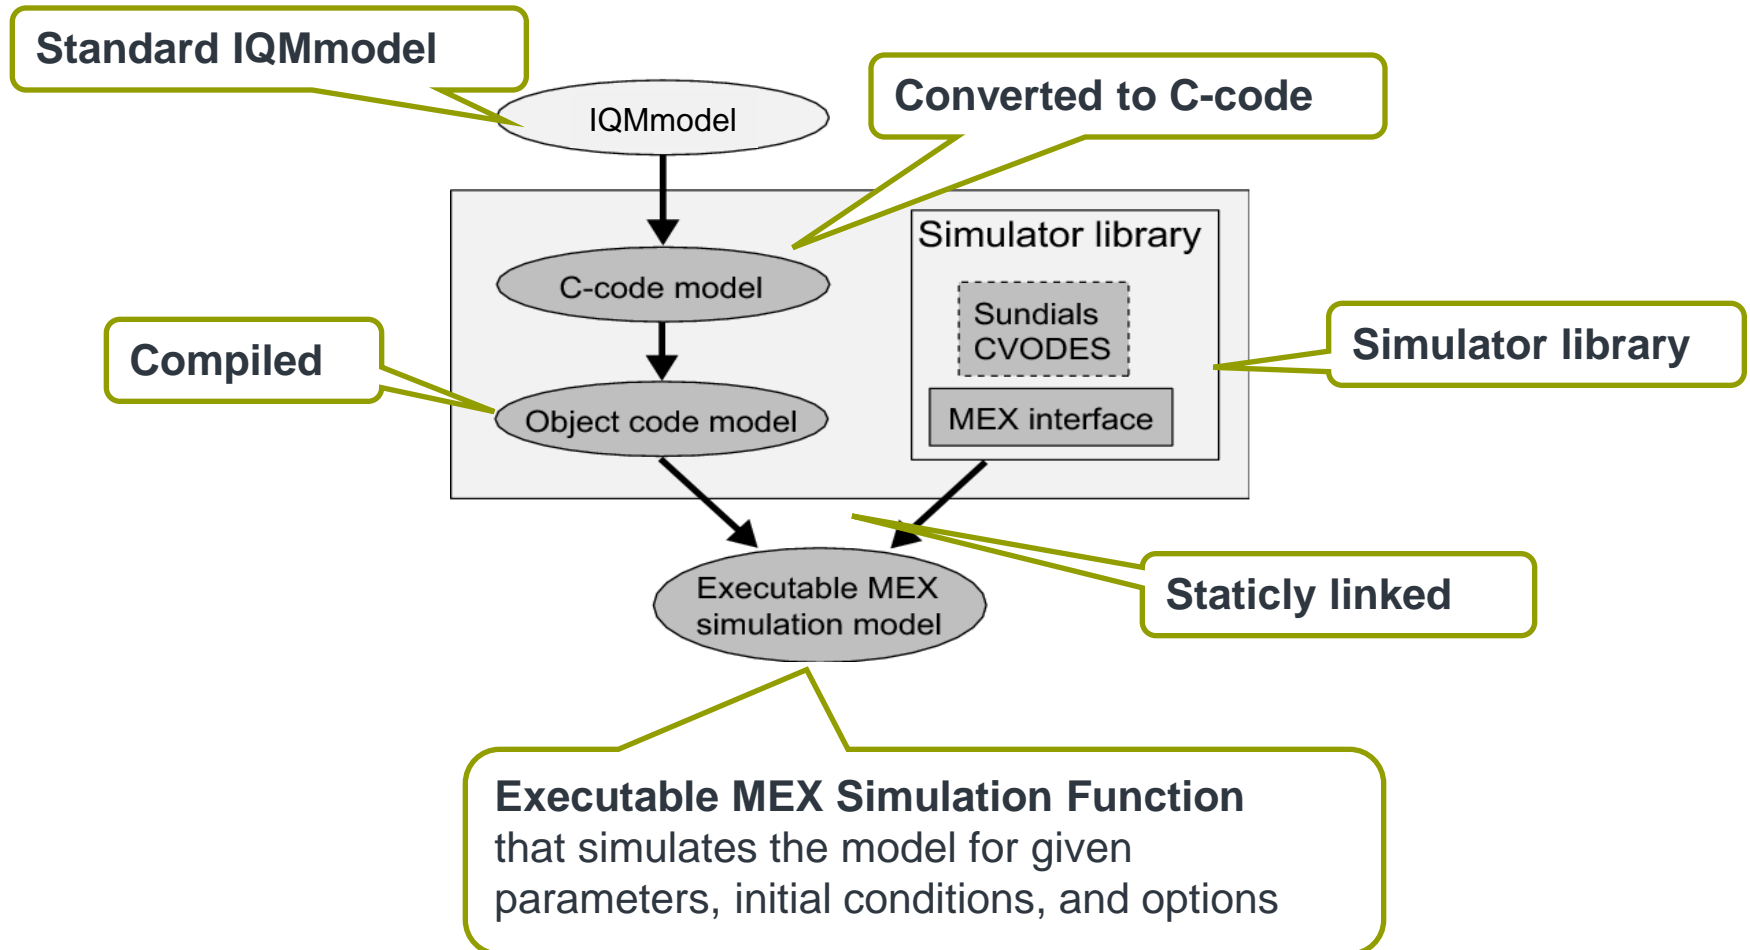 Standard IQMmodel
IQMmodel
Converted to C-code
Simulator library
C-code model
Sundials
CVODES
Compiled
Simulator library
Object code model
MEX interface
Executable MEX
simulation model
Staticly linked
Executable MEX Simulation Function
that simulates the model for given
parameters, initial conditions, and options